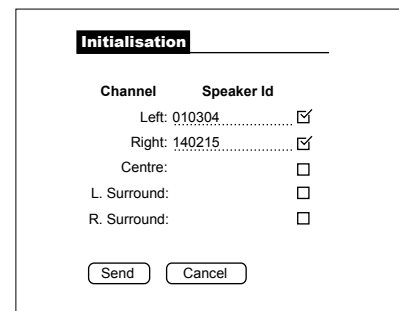 Initialisation
Channel Speaker Id
Left: 010304
Right: 140215
Centre:
L. Surround:
R. Surround:
Send Cancel